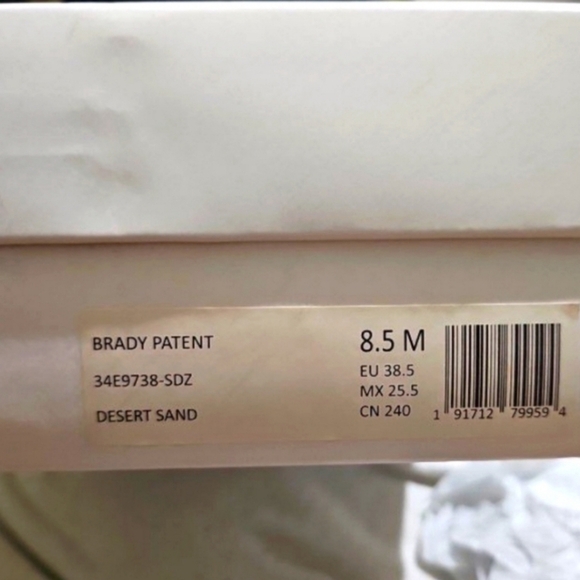 BRADY PATENT
34E9738-SDZ
DESERT SAND
8.5 M
EU 38.5
MX 25.5
CN 240
1 91712 79959 4